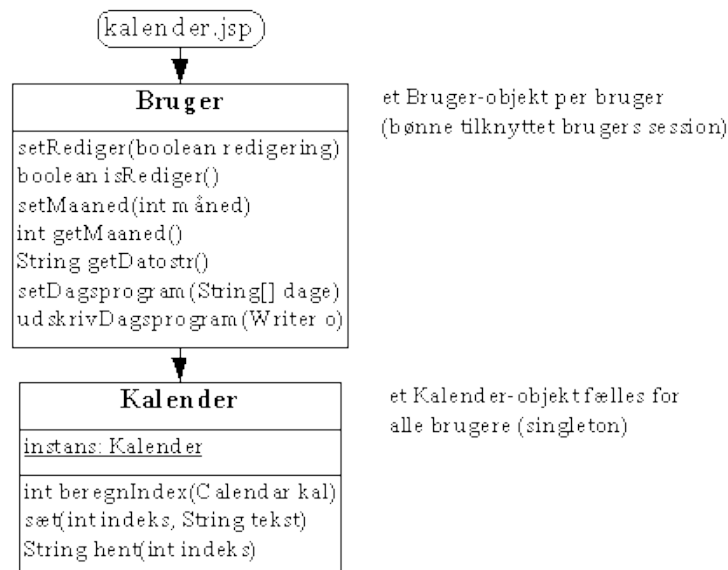 kalender.jsp
Bruger
et Bruger-objekt per bruger
(bønne tilknyttet brugers session)
setRediger(boolean redigering)
boolean isRediger()
setMaaned(int måned)
int getMaaned()
String getDatostr()
setDagsprogram(String[] dage)
udskrivDagsprogram(Writer o)
Kalender
et Kalender-objekt fælles for
alle brugere (singleton)
instans: Kalender
int beregnIndex(Calendar kal)
sæt(int indeks, String tekst)
String hent(int indeks)